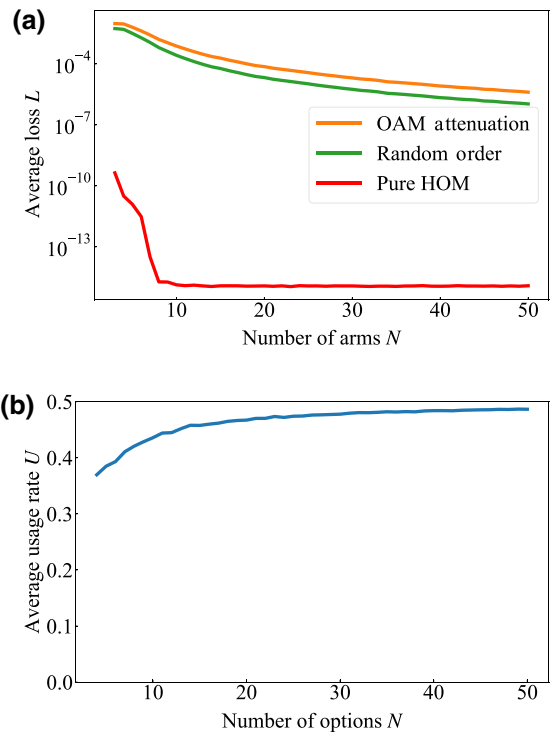 (a)
Average loss L
10⁻⁴
10⁻⁷
10⁻¹⁰
10⁻¹³
OAM attenuation
Random order
Pure HOM
10 20 30 40 50
Number of arms N
(b)
Average usage rate U
0.5
0.4
0.3
0.2
0.1
0.0
10 20 30 40 50
Number of options N